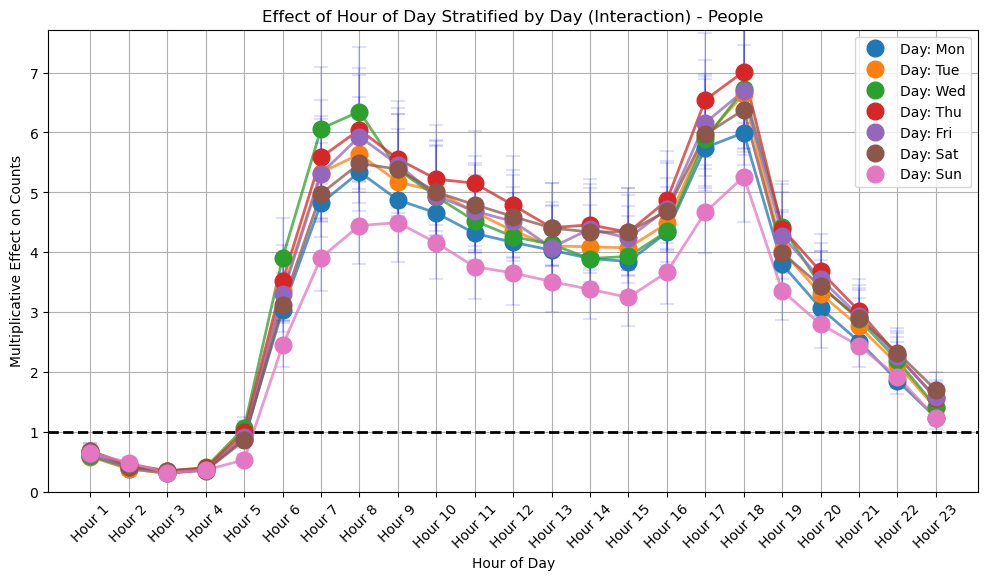 Effect of Hour of Day Stratified by Day (Interaction) - People
Multiplicative Effect on Counts
7
6
5
4
3
2
1
0
Day: Mon
Day: Tue
Day: Wed
Day: Thu
Day: Fri
Day: Sat
Day: Sun
Hour 1
Hour 2
Hour 3
Hour 4
Hour 5
Hour 6
Hour 7
Hour 8
Hour 9
Hour 10
Hour 11
Hour 12
Hour 13
Hour 14
Hour 15
Hour 16
Hour 17
Hour 18
Hour 19
Hour 20
Hour 21
Hour 22
Hour 23
Hour of Day